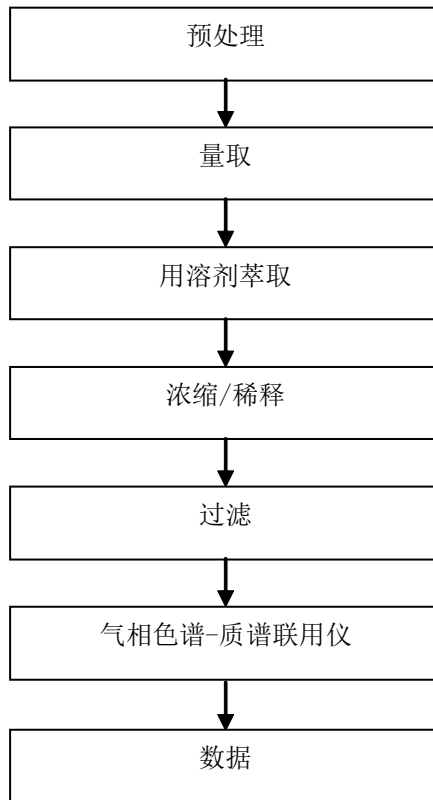 预处理
量取
用溶剂萃取
浓缩/稀释
过滤
气相色谱-质谱联用仪
数据